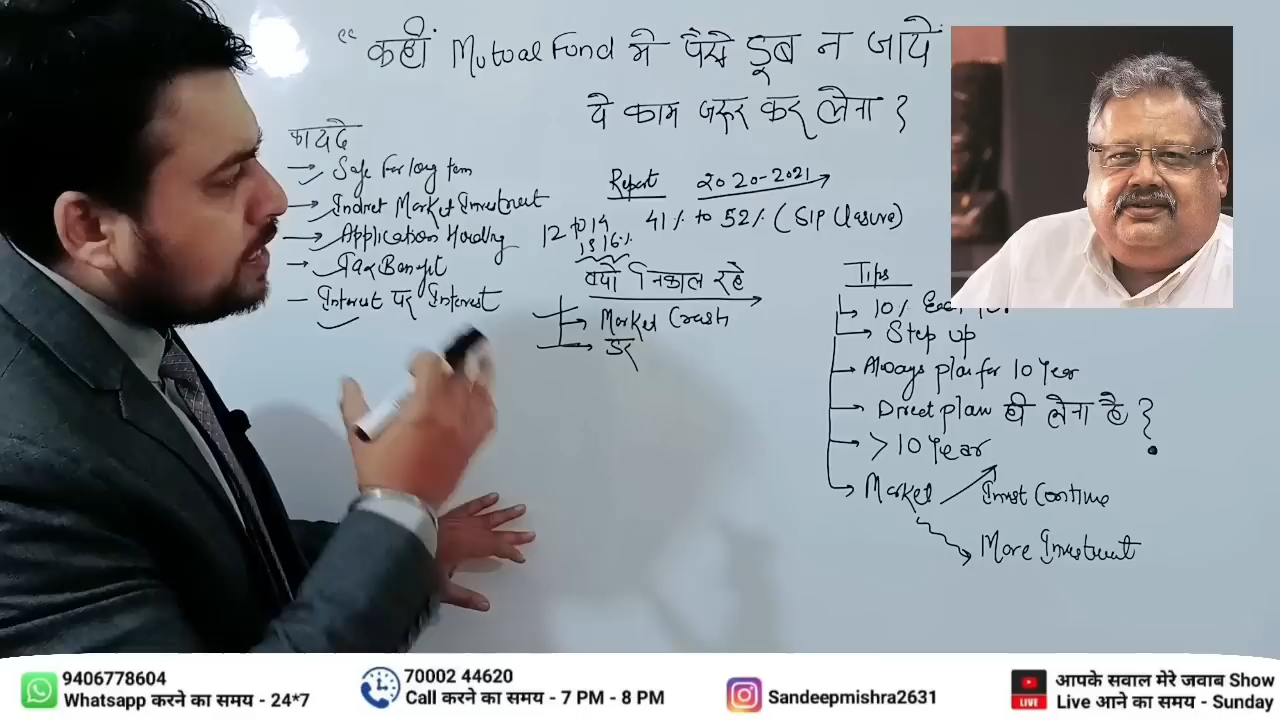 “ कहीं Mutual Fund मे पैसे डूब न जाये
ये काम जरूर कर लेना ?
फायदे
→ Safe For long term
→ Indirect Market Investment
→ Application Handling
→ Tax Benefit
– Interest पर Interest
Report 2020-2021
12 to 14
15 16%
41% to 52% (SIP Closure)
क्यों निकाल रहे
→ Market Crash
→ डर
Tips
→ 10% Each
→ Step up
→ Always plan for 10 Year
→ Direct plan ही लेना है ?
→ > 10 Year
→ Market
Invest Continue
More Investment
9406778604
Whatsapp करने का समय - 24*7
70002 44620
Call करने का समय - 7 PM - 8 PM
Sandeepmishra2631
LIVE
आपके सवाल मेरे जवाब Show
Live आने का समय - Sunday